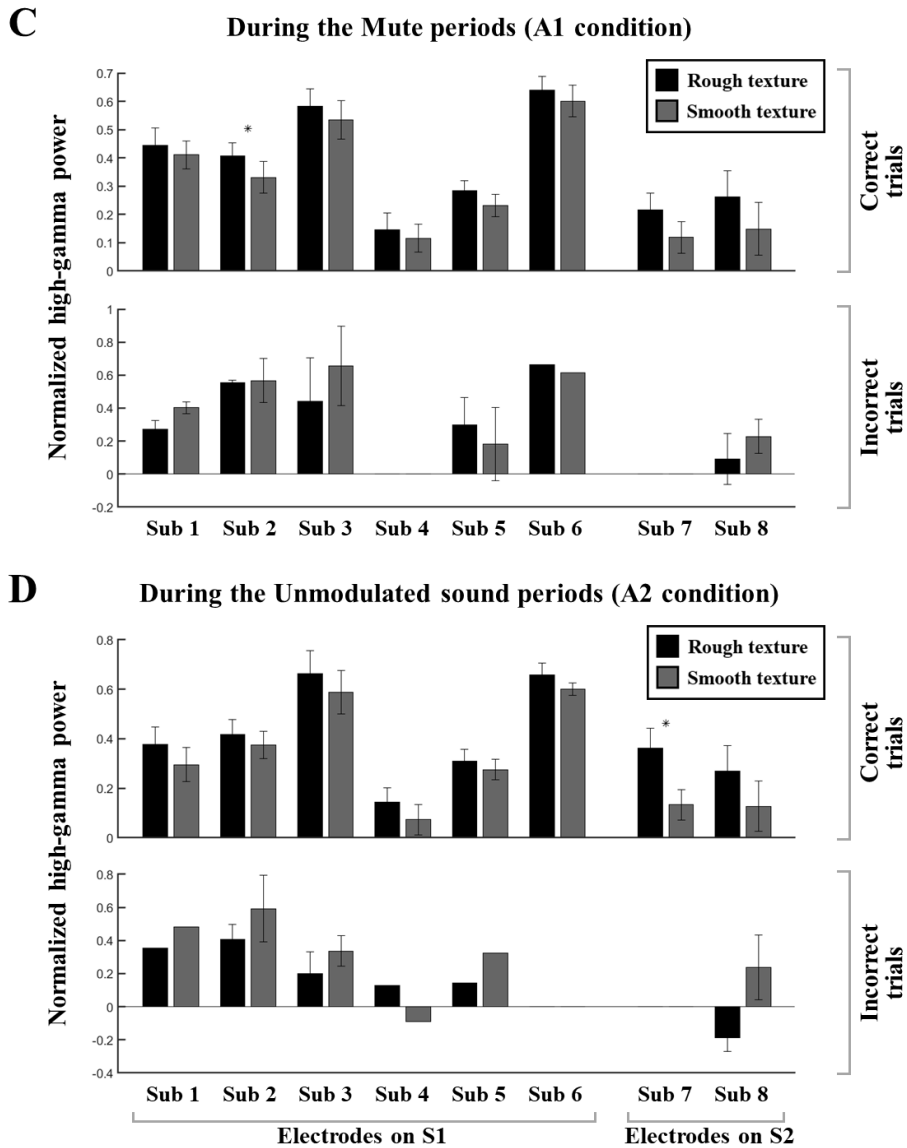 C
During the Mute periods (A1 condition)
Normalized high-gamma power
0.7
0.6
0.5
0.4
0.3
0.2
0.1
0
Rough texture
Smooth texture
*
Correct trials
1
0.8
0.6
0.4
0.2
0
-0.2
Incorrect trials
Sub 1 Sub 2 Sub 3 Sub 4 Sub 5 Sub 6 Sub 7 Sub 8
D
During the Unmodulated sound periods (A2 condition)
Normalized high-gamma power
0.8
0.6
0.4
0.2
0
Rough texture
Smooth texture
*
Correct trials
0.8
0.6
0.4
0.2
0
-0.2
-0.4
Incorrect trials
Sub 1 Sub 2 Sub 3 Sub 4 Sub 5 Sub 6 Sub 7 Sub 8
Electrodes on S1 Electrodes on S2